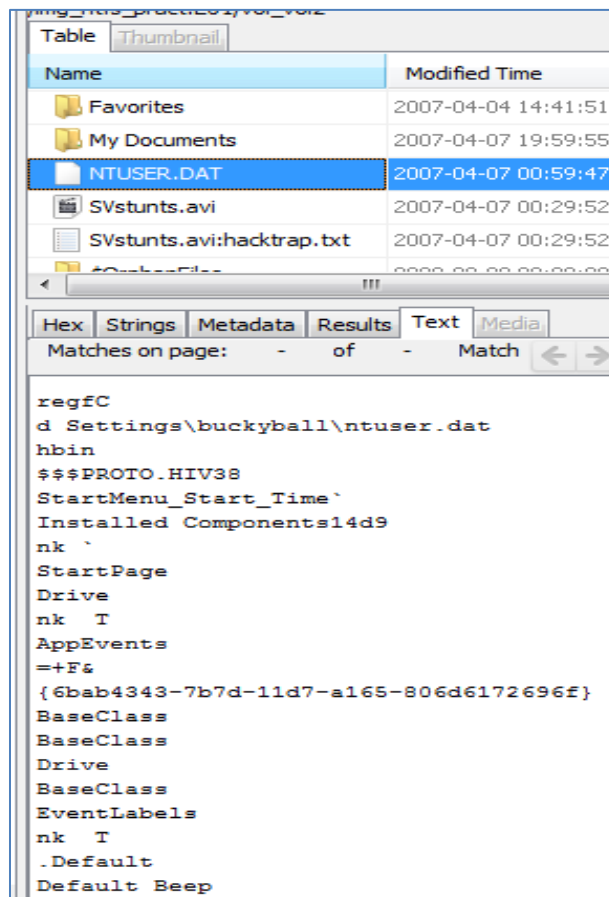 Table Thumbnail
Name Modified Time
Favorites 2007-04-04 14:41:51
My Documents 2007-04-07 19:59:55
NTUSER.DAT 2007-04-07 00:59:47
SVstunts.avi 2007-04-07 00:29:52
SVstunts.avi:hacktrap.txt 2007-04-07 00:29:52
Hex Strings Metadata Results Text Media
Matches on page: - of - Match
regfC
d Settings\buckyball\ntuser.dat
hbin
$$$PROTO.HIV38
StartMenu_Start_Time`
Installed Components14d9
nk `
StartPage
Drive
nk T
AppEvents
=+F&
{6bab4343-7b7d-11d7-a165-806d6172696f}
BaseClass
BaseClass
Drive
BaseClass
EventLabels
nk T
.Default
Default Beep